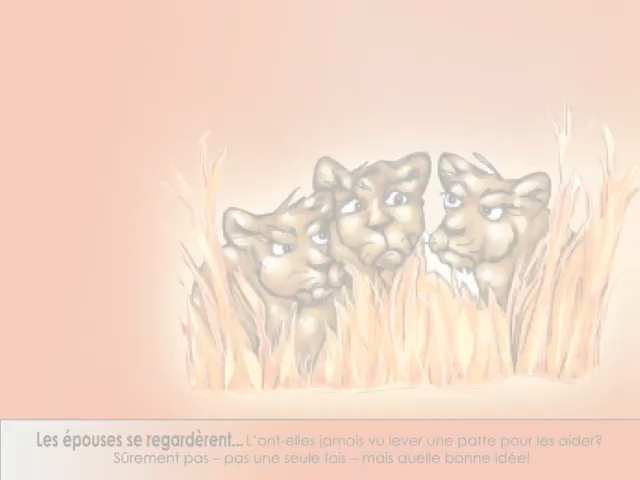 Les épouses se regardèrent... L'ont-elles jamais vu lever une patte pour les aider?
Sûrement pas – pas une seule fois – mais quelle bonne idée!